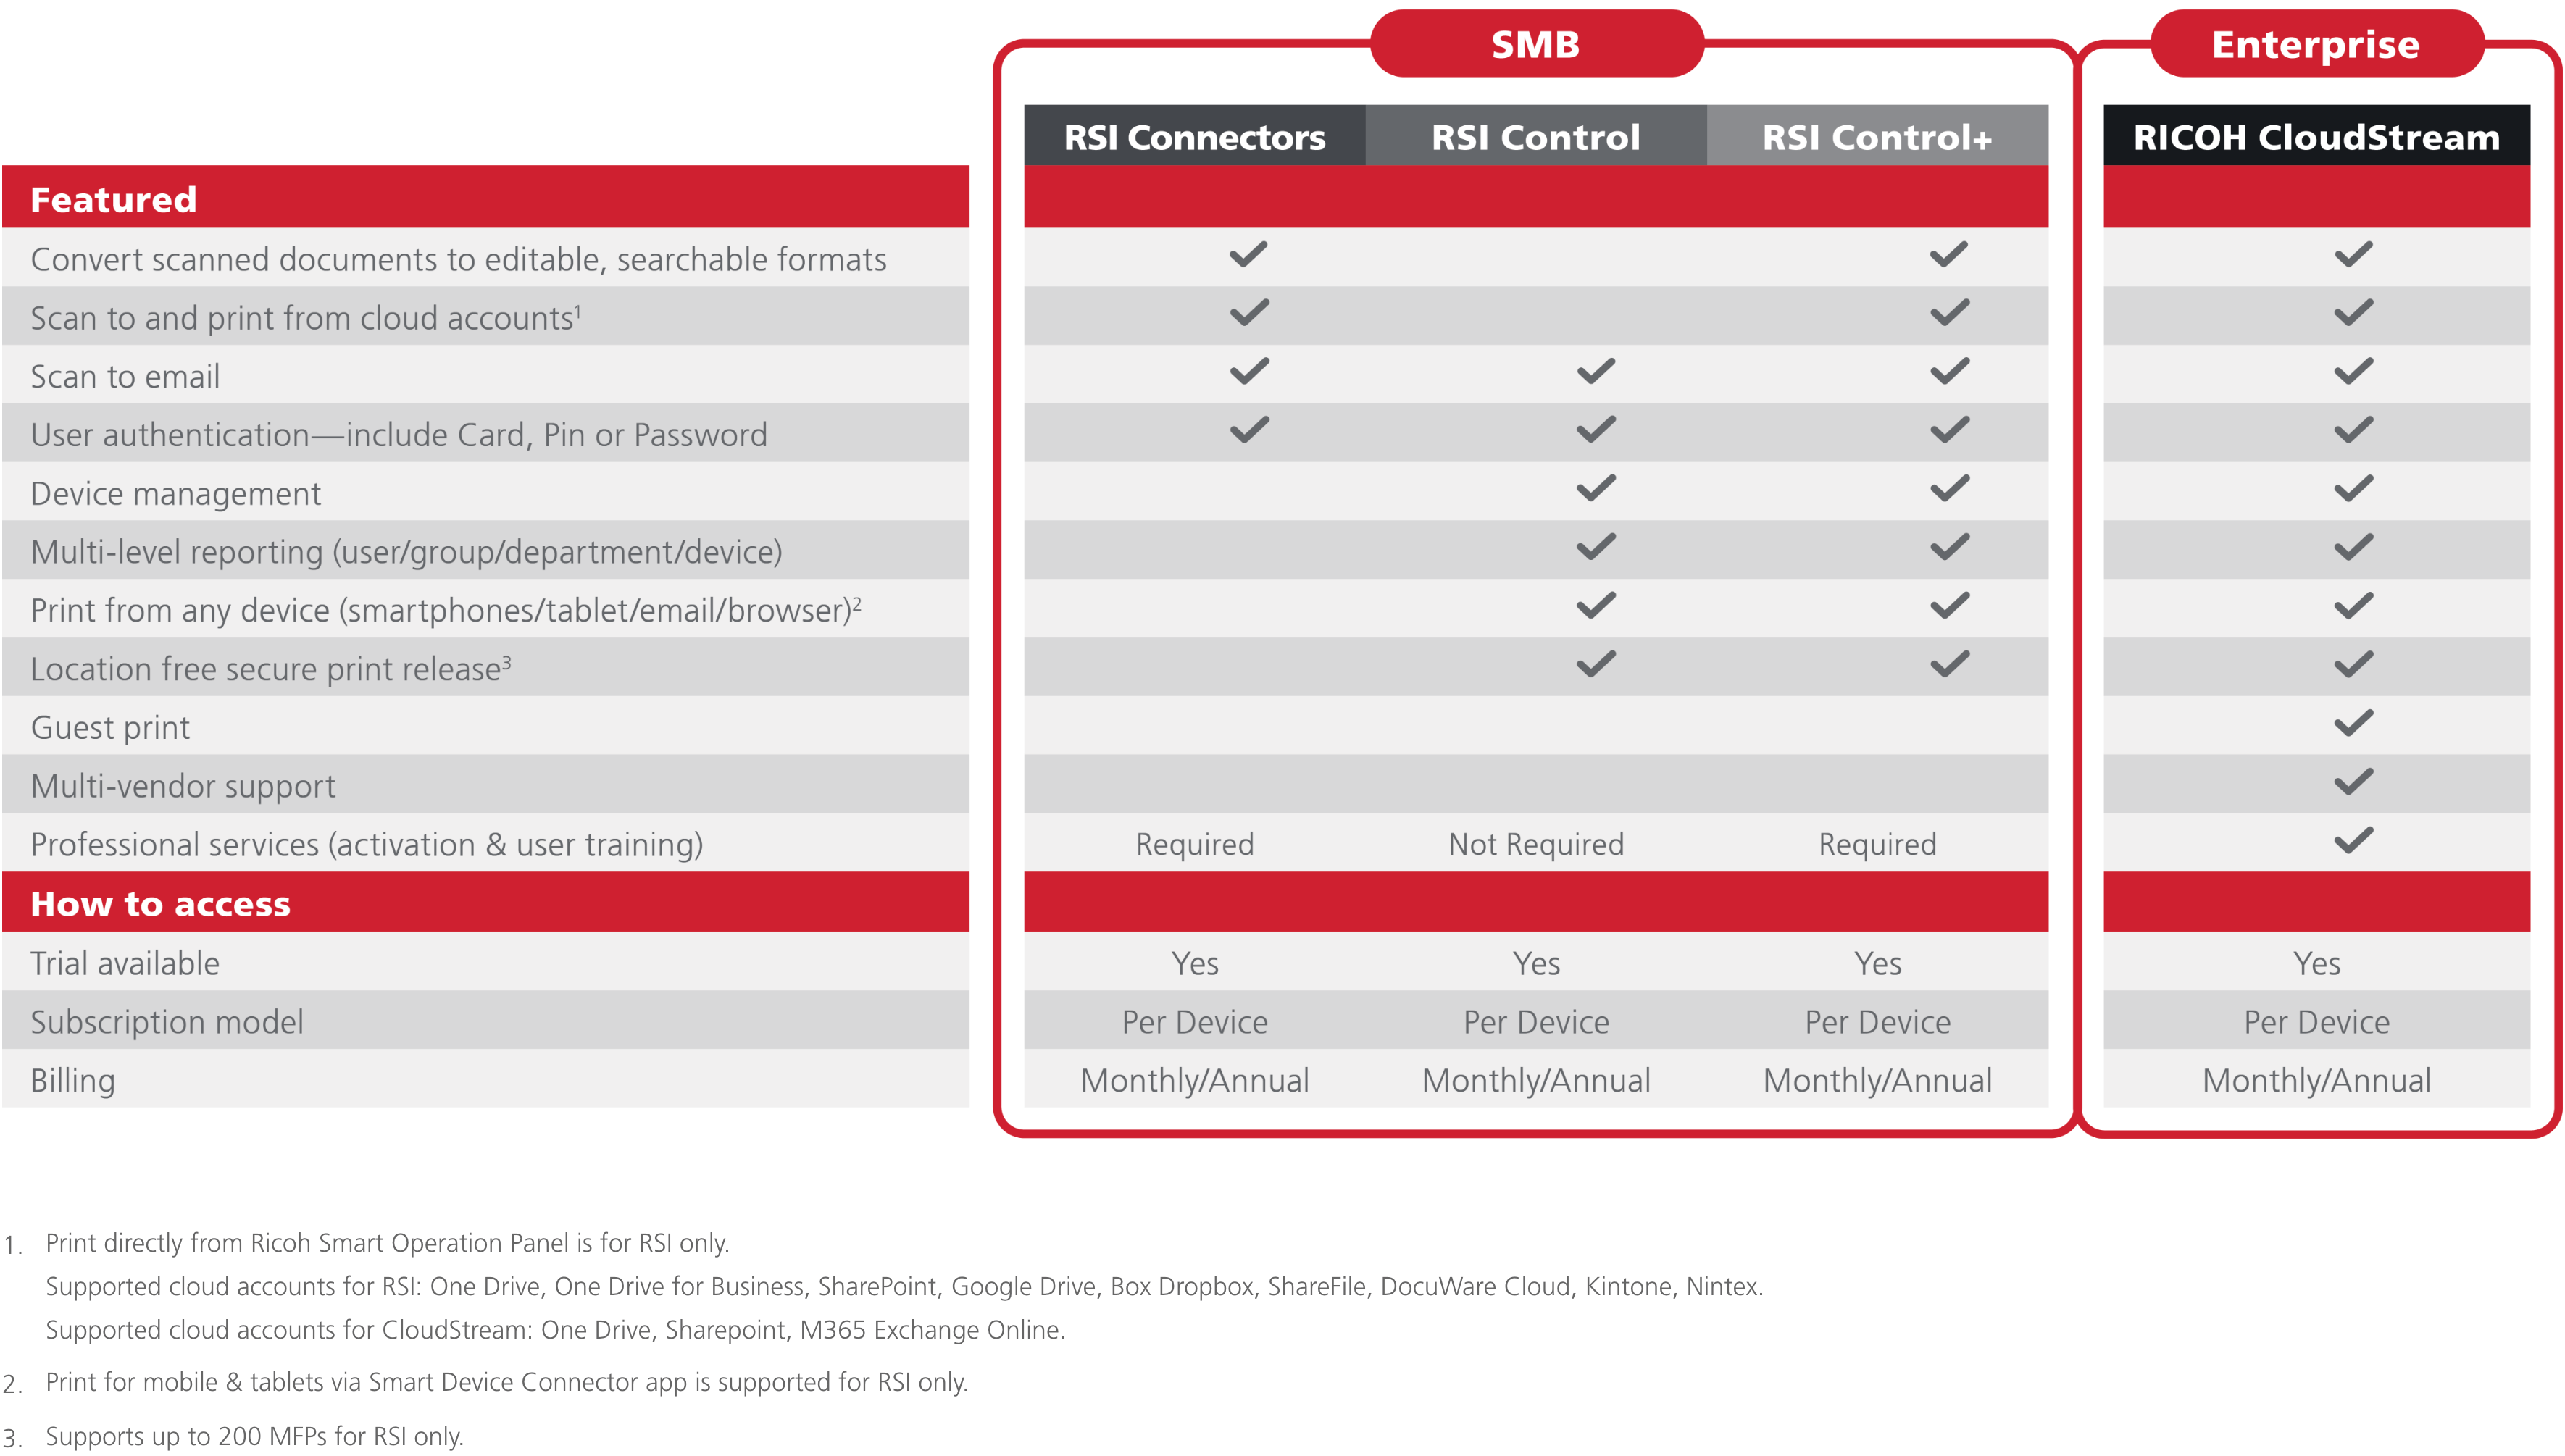 SMB Enterprise
RSI Connectors RSI Control RSI Control+ RICOH CloudStream
Featured
Convert scanned documents to editable, searchable formats ✓ ✓ ✓
Scan to and print from cloud accounts¹ ✓ ✓ ✓
Scan to email ✓ ✓ ✓ ✓
User authentication—include Card, Pin or Password ✓ ✓ ✓ ✓
Device management ✓ ✓ ✓
Multi-level reporting (user/group/department/device) ✓ ✓ ✓
Print from any device (smartphones/tablet/email/browser)² ✓ ✓ ✓
Location free secure print release³ ✓ ✓ ✓
Guest print ✓
Multi-vendor support ✓
Professional services (activation & user training) Required Not Required Required ✓
How to access
Trial available Yes Yes Yes Yes
Subscription model Per Device Per Device Per Device Per Device
Billing Monthly/Annual Monthly/Annual Monthly/Annual Monthly/Annual
1. Print directly from Ricoh Smart Operation Panel is for RSI only.
Supported cloud accounts for RSI: One Drive, One Drive for Business, SharePoint, Google Drive, Box Dropbox, ShareFile, DocuWare Cloud, Kintone, Nintex.
Supported cloud accounts for CloudStream: One Drive, Sharepoint, M365 Exchange Online.
2. Print for mobile & tablets via Smart Device Connector app is supported for RSI only.
3. Supports up to 200 MFPs for RSI only.